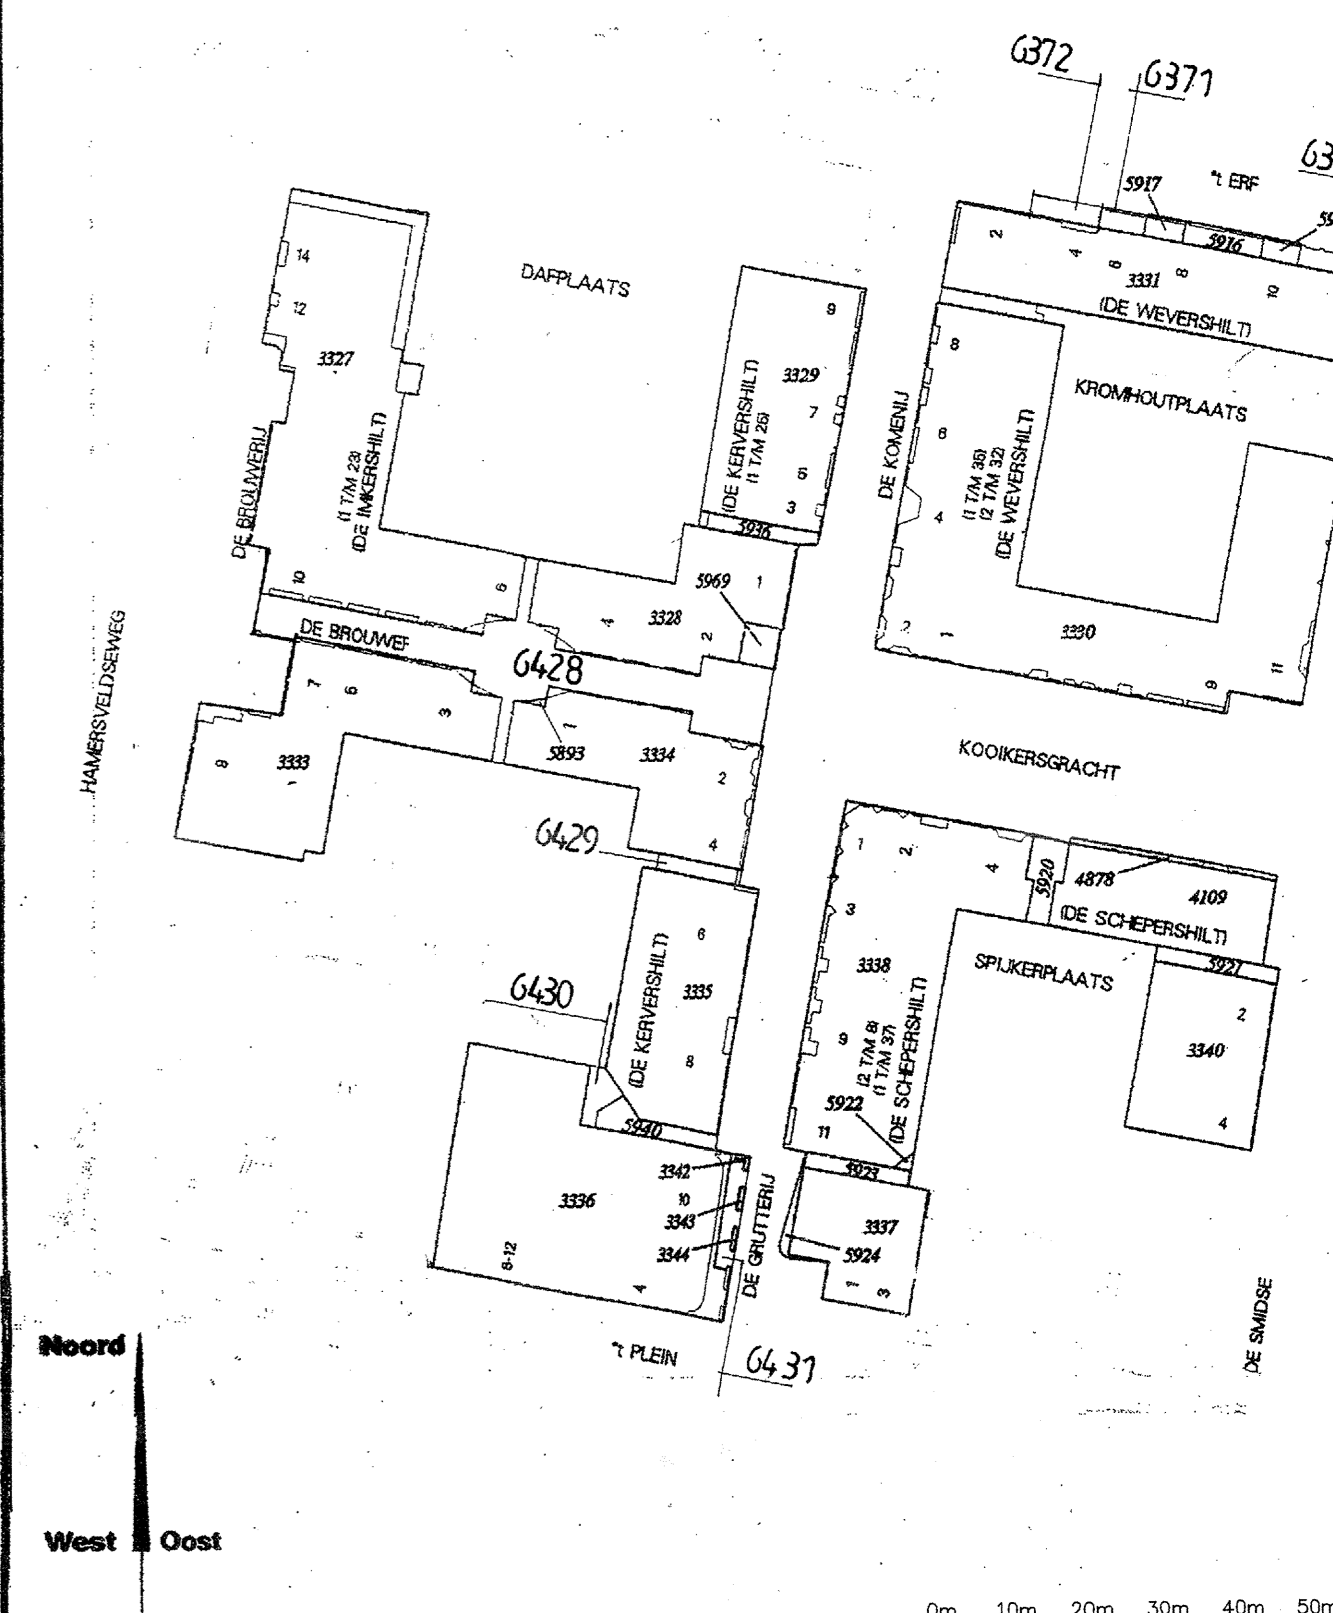 6372
6371
5917
't ERF
14
12
3327
DAFPLAATS
9
3329
7
5
3
(DE KERVERSHILT)
(1 T/M 26)
5936
2
4
6
8
10
5916
3331
(DE WEVERSHILT)
KROMHOUTPLAATS
DE KOMENIJ
8
6
4
(1 T/M 35)
(2 T/M 32)
(DE WEVERSHILT)
2
1
3330
9
11
DE BROUWERIJ
(1 T/M 23)
(DE IMKERSHILT)
10
6
5969
1
4
3328
2
DE BROUWER
6428
HAMERSVELDSEWEG
7
6
3
9
3333
1
5893
3334
2
4
KOOIKERSGRACHT
6429
6
3335
8
(DE KERVERSHILT)
6430
5940
1
2
4
3
3338
9
11
(2 T/M 8)
(1 T/M 37)
(DE SCHEPERSHILT)
5920
4878
4109
(DE SCHEPERSHILT)
5921
SPIJKERPLAATS
2
3340
4
5922
5923
3342
10
3343
3344
3336
8-12
4
DE GRUTTERIJ
3337
5924
1
3
't PLEIN
6431
DE SMIDSE
Noord
West
Oost
0m 10m 20m 30m 40m 50m